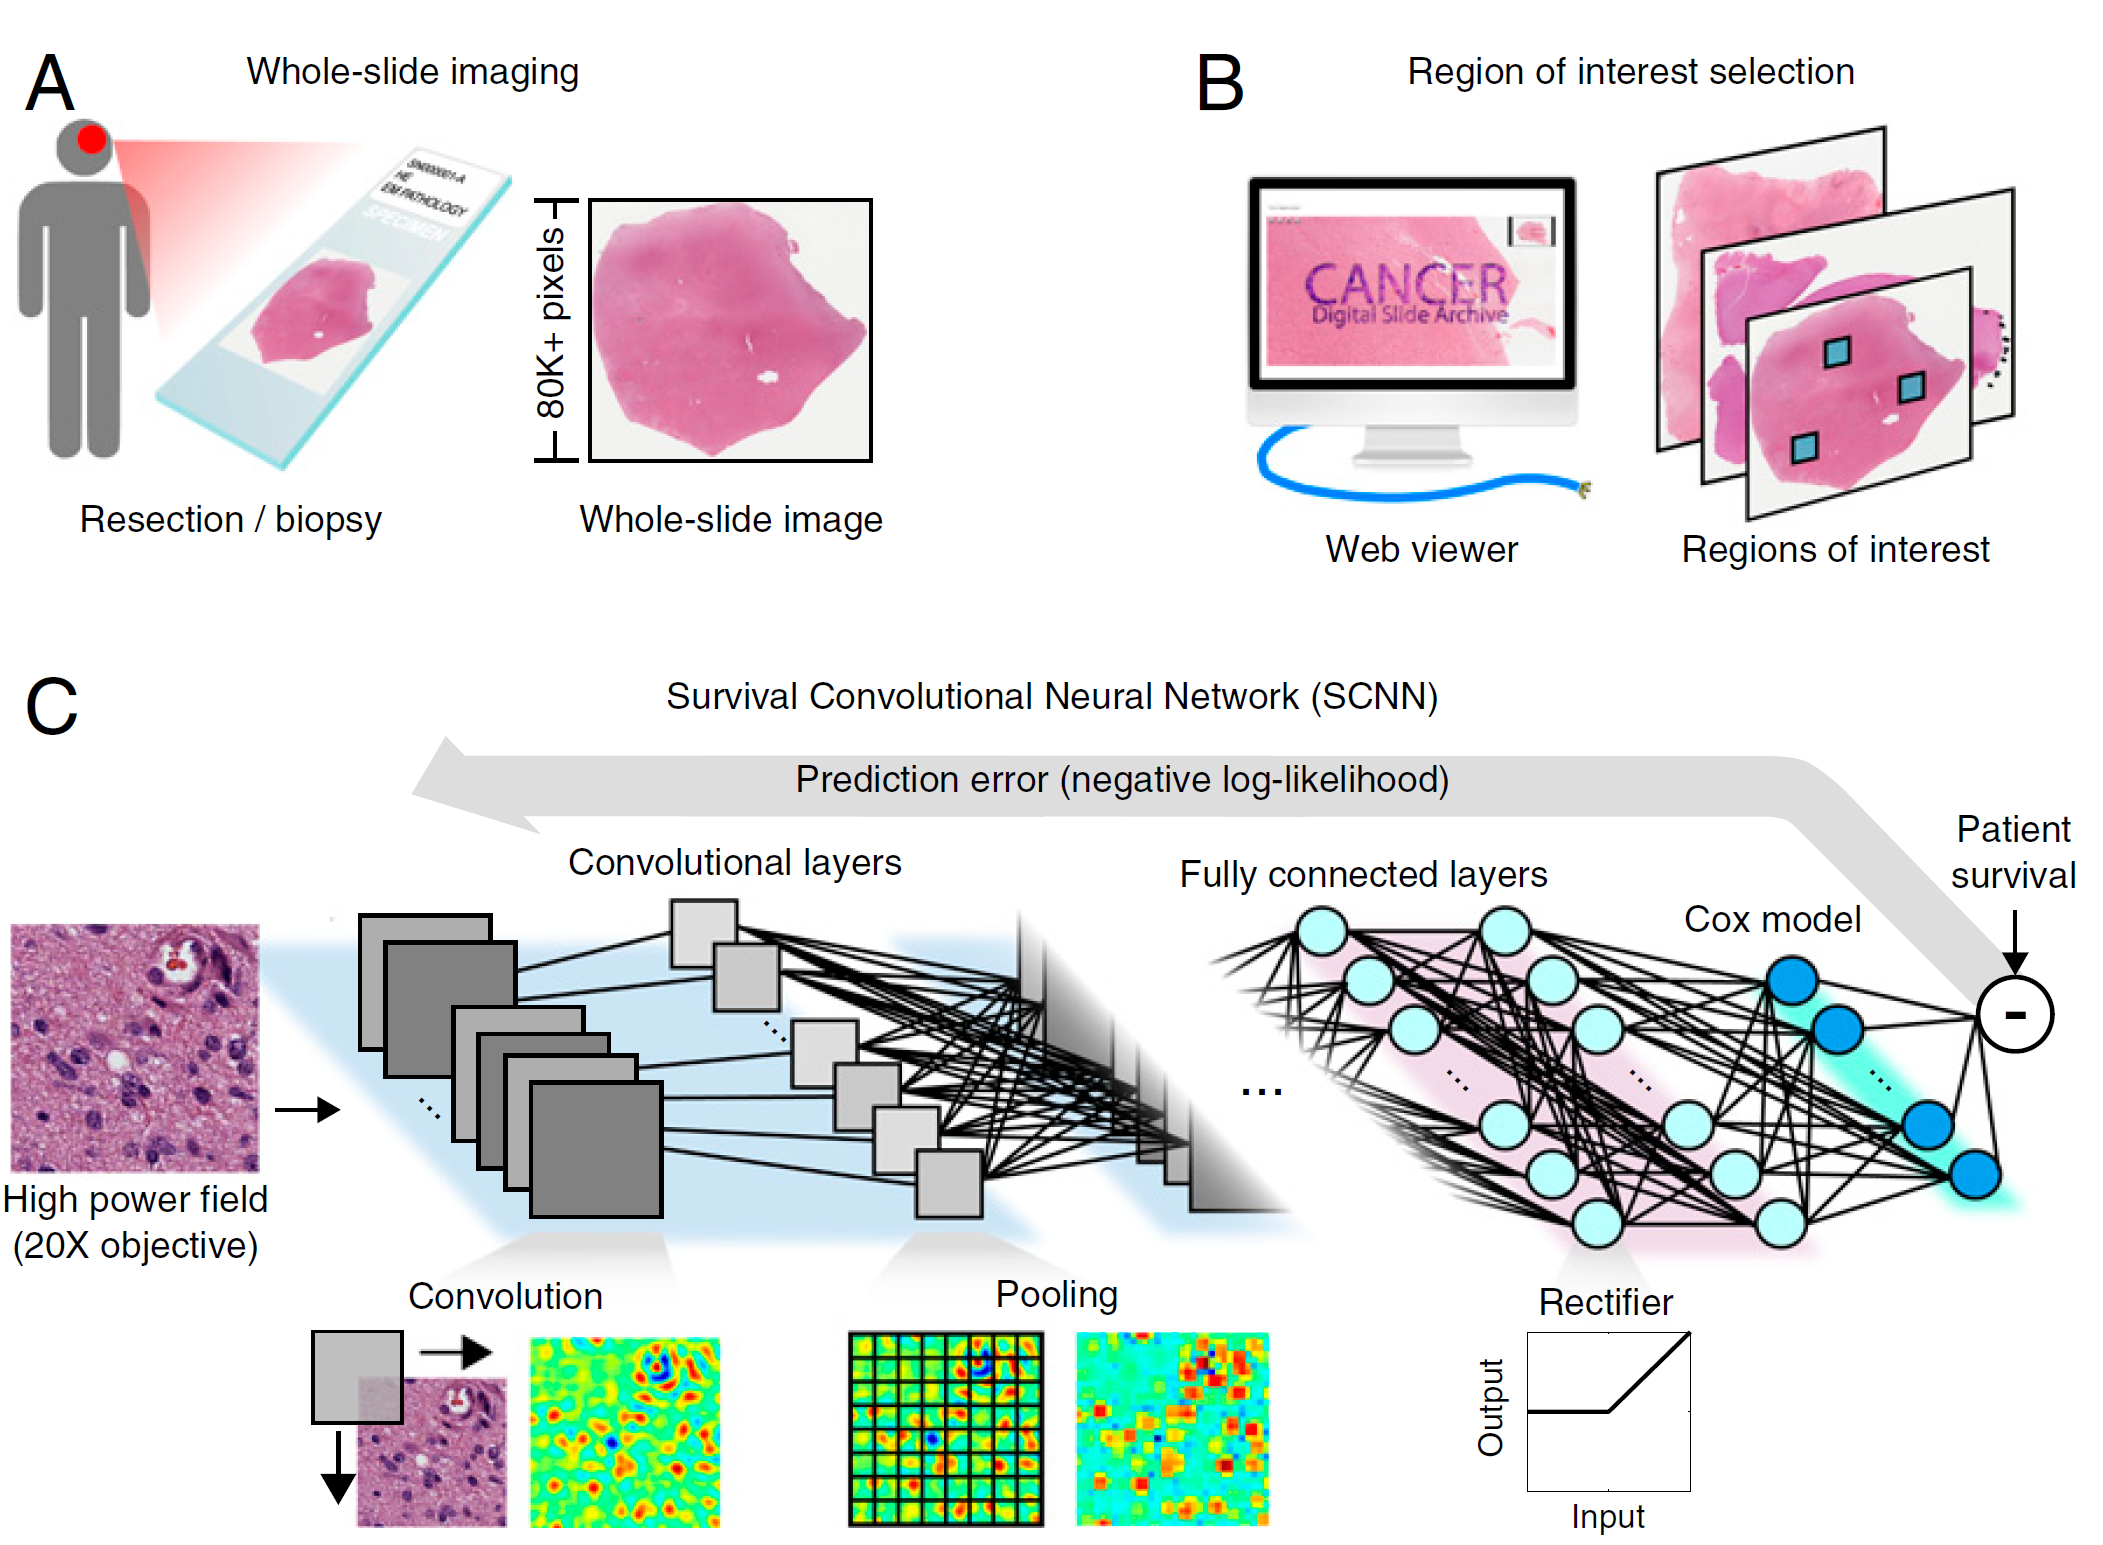 A
Whole-slide imaging
SN000001-A
HE
EM PATHOLOGY
SPECIMEN
80K+ pixels
Resection / biopsy
Whole-slide image
B
Region of interest selection
CANCER
Digital Slide Archive
Web viewer
Regions of interest
C
Survival Convolutional Neural Network (SCNN)
Prediction error (negative log-likelihood)
Patient
survival
Convolutional layers
Fully connected layers
Cox model
-
...
...
...
...
...
...
High power field
(20X objective)
Convolution
Pooling
Rectifier
Output
Input